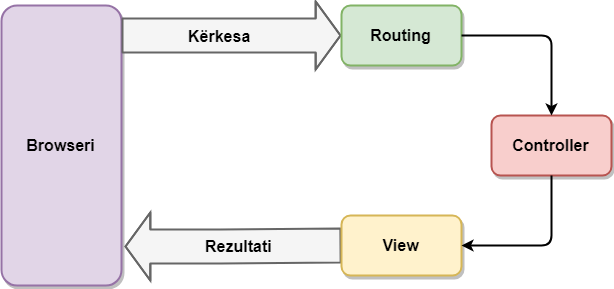 Kërkesa
Routing
Browseri
Controller
Rezultati
View